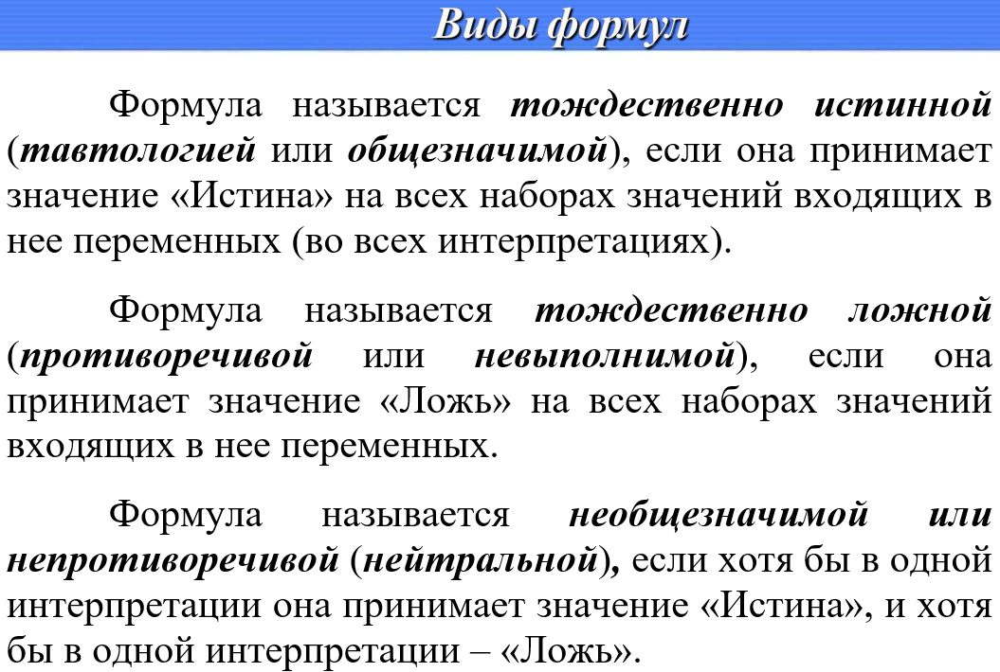 Виды формул
Формула называется тождественно истинной
(тавтологией или общезначимой), если она принимает
значение «Истина» на всех наборах значений входящих в
нее переменных (во всех интерпретациях).
Формула называется тождественно ложной
(противоречивой или невыполнимой), если она
принимает значение «Ложь» на всех наборах значений
входящих в нее переменных.
Формула называется необщезначимой или
непротиворечивой (нейтральной), если хотя бы в одной
интерпретации она принимает значение «Истина», и хотя
бы в одной интерпретации – «Ложь».